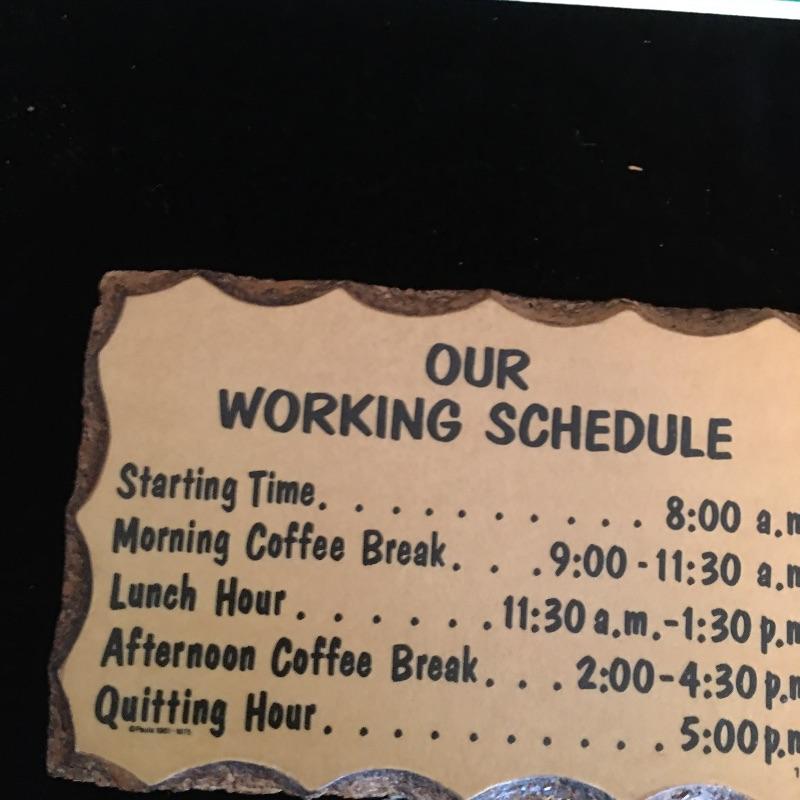 OUR
WORKING SCHEDULE
Starting Time. . . . . . . . . . . 8:00 a.m
Morning Coffee Break. . .9:00-11:30 a.m
Lunch Hour . . . . . .11:30 a.m.-1:30 p.m
Afternoon Coffee Break. . . 2:00-4:30 p.m
Quitting Hour. . . . . . . . . . . 5:00 p.m